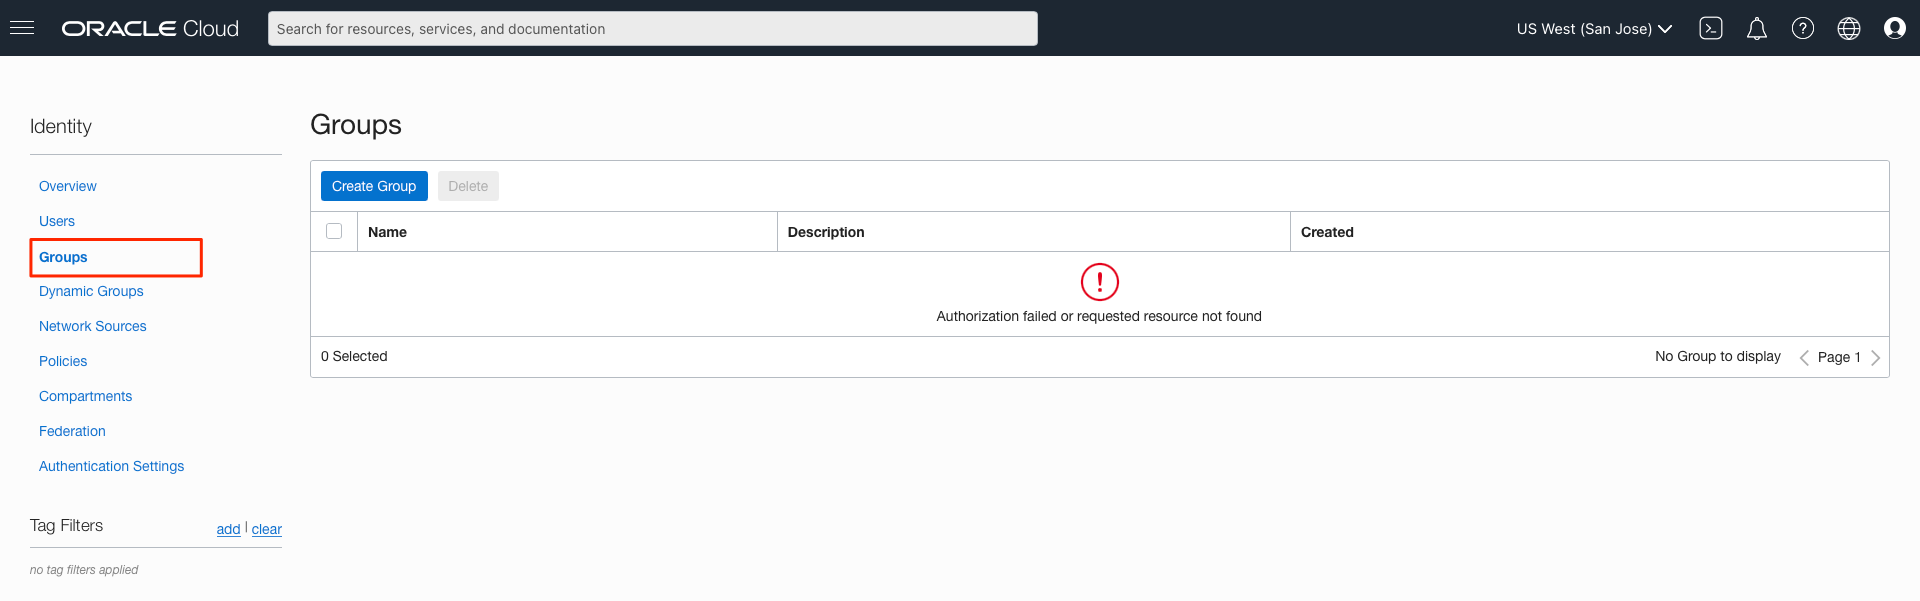 ORACLE Cloud
Search for resources, services, and documentation
US West (San Jose)
Identity
Overview
Users
Groups
Dynamic Groups
Network Sources
Policies
Compartments
Federation
Authentication Settings
Tag Filters
add | clear
no tag filters applied
Groups
Create Group Delete
Name Description Created
Authorization failed or requested resource not found
0 Selected No Group to display Page 1